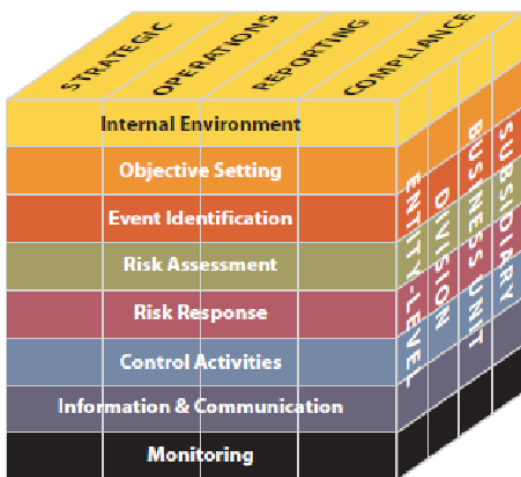 STRATEGIC
OPERATIONS
REPORTING
COMPLIANCE
Internal Environment
Objective Setting
Event Identification
Risk Assessment
Risk Response
Control Activities
Information & Communication
Monitoring
ENTITY-LEVEL
DIVISION
BUSINESS UNIT
SUBSIDIARY